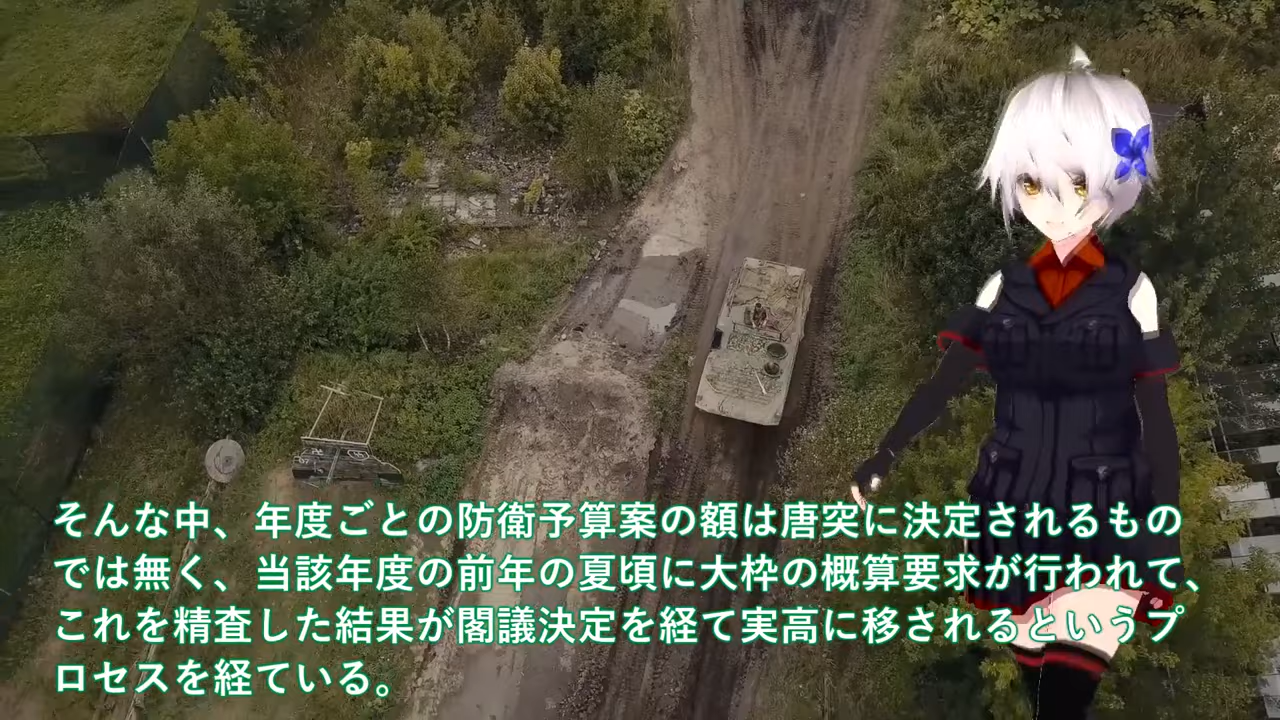 そんな中、年度ごとの防衛予算案の額は唐突に決定されるもの
では無く、当該年度の前年の夏頃に大枠の概算要求が行われて、
これを精査した結果が閣議決定を経て実高に移されるというプ
ロセスを経ている。